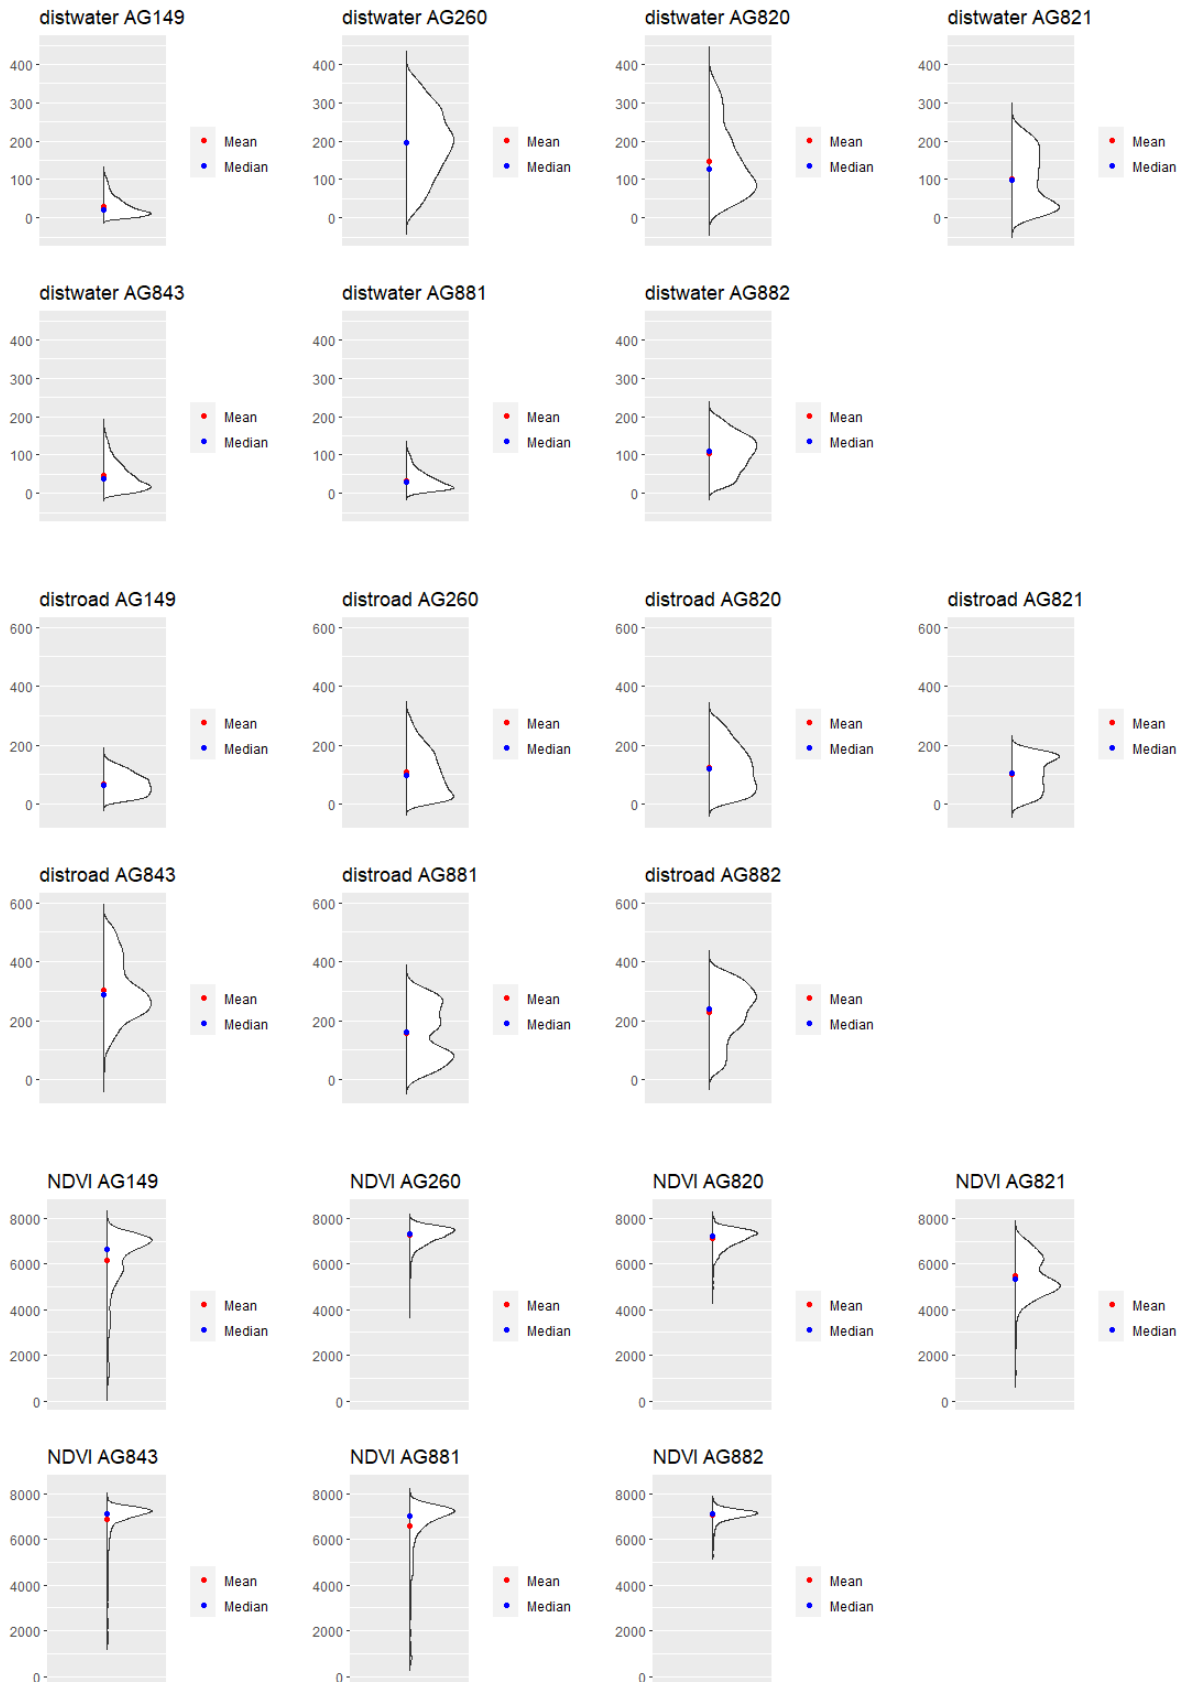 distwater AG149
distwater AG260
distwater AG820
distwater AG821
400
300
200
100
0
Mean
Median
400
300
200
100
0
Mean
Median
400
300
200
100
0
Mean
Median
400
300
200
100
0
Mean
Median
distwater AG843
distwater AG881
distwater AG882
400
300
200
100
0
Mean
Median
400
300
200
100
0
Mean
Median
400
300
200
100
0
Mean
Median
distroad AG149
distroad AG260
distroad AG820
distroad AG821
600
400
200
0
Mean
Median
600
400
200
0
Mean
Median
600
400
200
0
Mean
Median
600
400
200
0
Mean
Median
distroad AG843
distroad AG881
distroad AG882
600
400
200
0
Mean
Median
600
400
200
0
Mean
Median
600
400
200
0
Mean
Median
NDVI AG149
NDVI AG260
NDVI AG820
NDVI AG821
8000
6000
4000
2000
0
Mean
Median
8000
6000
4000
2000
0
Mean
Median
8000
6000
4000
2000
0
Mean
Median
8000
6000
4000
2000
0
Mean
Median
NDVI AG843
NDVI AG881
NDVI AG882
8000
6000
4000
2000
0
Mean
Median
8000
6000
4000
2000
0
Mean
Median
8000
6000
4000
2000
0
Mean
Median